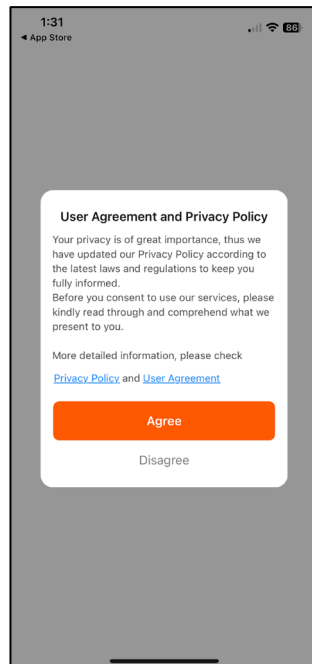 1:31
86
◀ App Store
User Agreement and Privacy Policy
Your privacy is of great importance, thus we
have updated our Privacy Policy according to
the latest laws and regulations to keep you
fully informed.
Before you consent to use our services, please
kindly read through and comprehend what we
present to you.
More detailed information, please check
Privacy Policy and User Agreement
Agree
Disagree